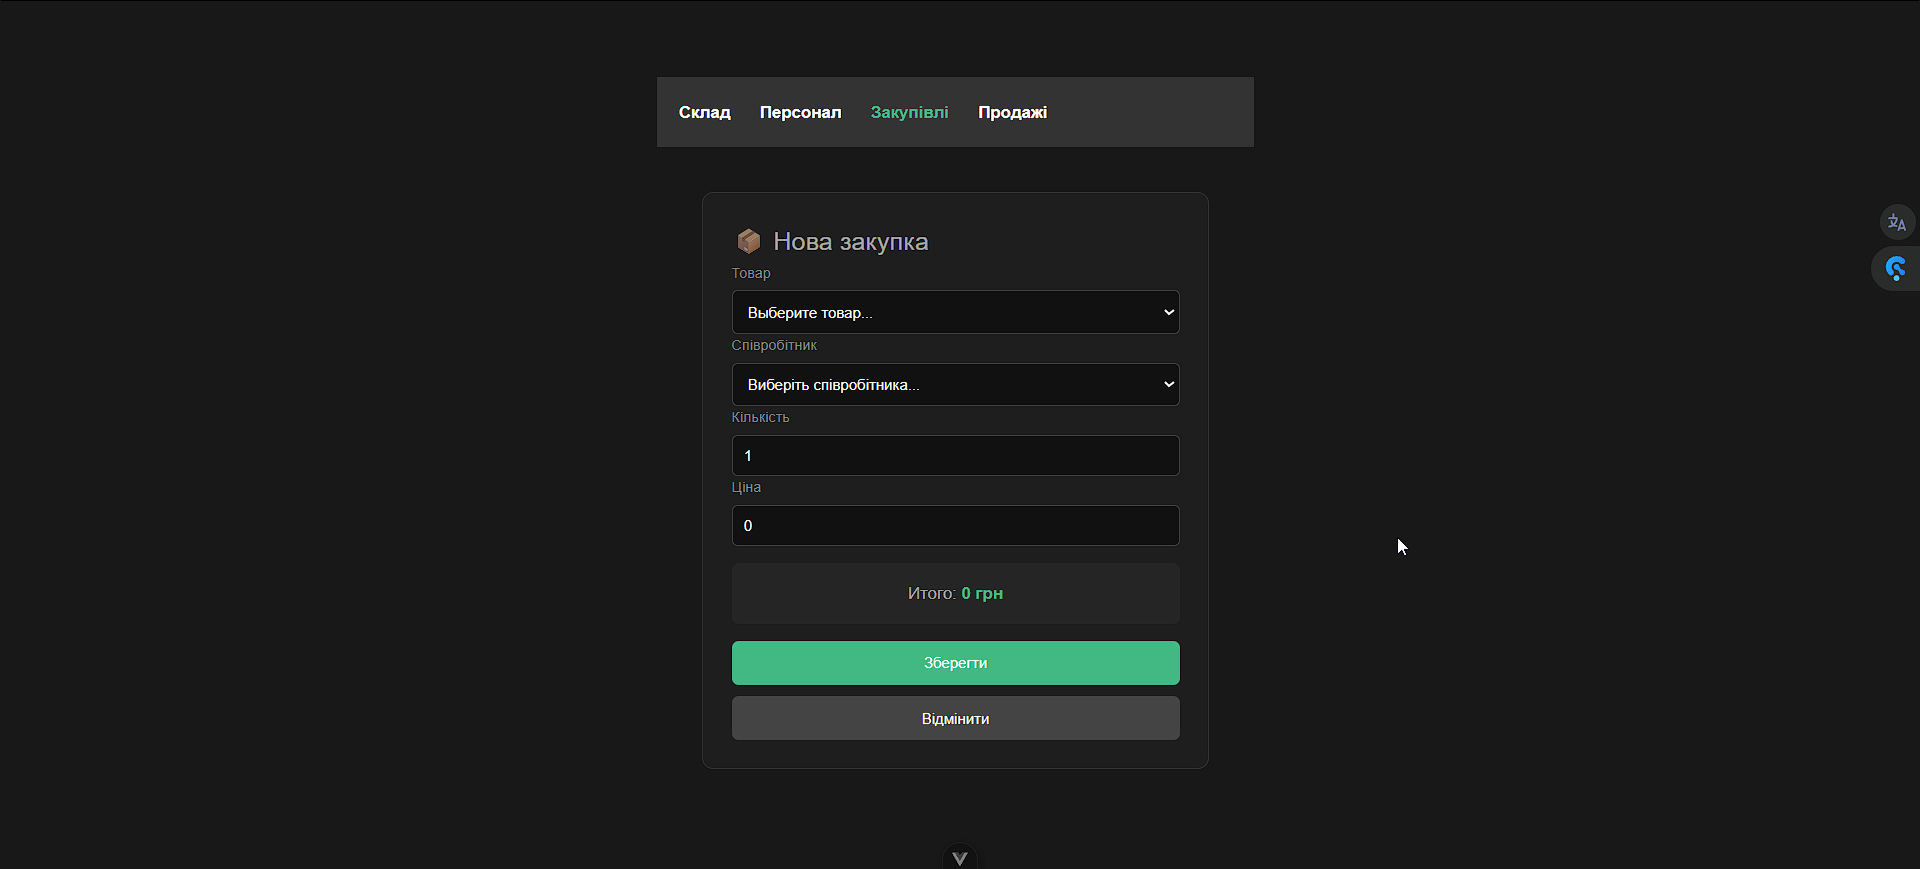 Склад Персонал Закупівлі Продажі
Нова закупка
Товар
Выберите товар...
Співробітник
Виберіть співробітника...
Кількість
1
Ціна
0
Итого: 0 грн
Зберегти
Відмінити